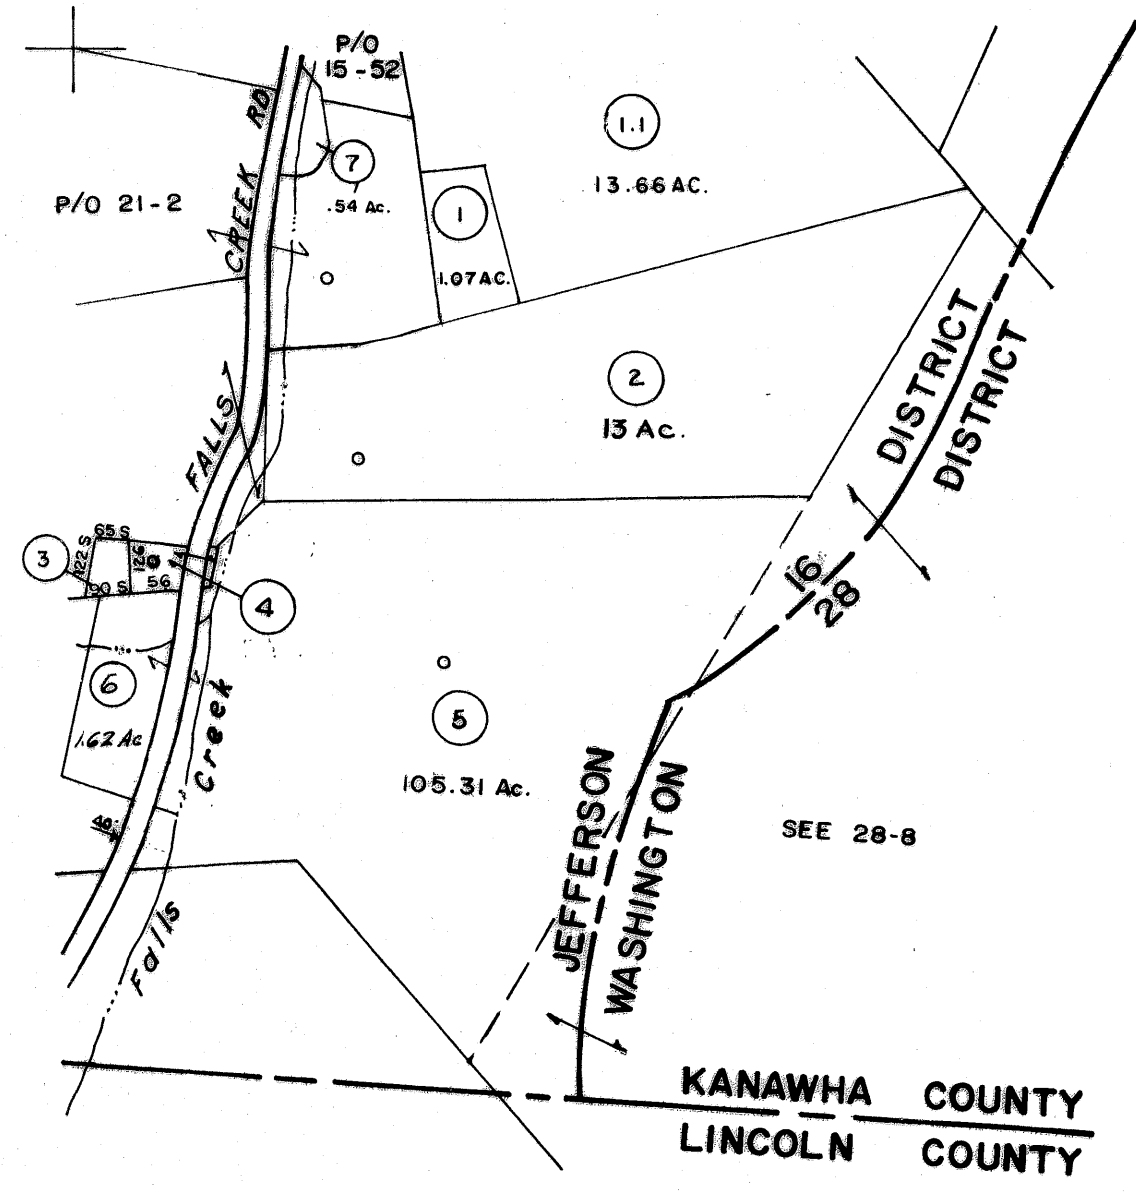 P/O
15-52
RD
CREEK
FALLS
1.1
13.66 AC.
7
.54 Ac.
P/O 21-2
1
1.07 AC.
2
13 Ac.
DISTRICT
DISTRICT
16
28
3
122 S
65 S
126
90 S
56
4
6
1.62 Ac
5
105.31 Ac.
Creek
Falls
40
JEFFERSON
WASHINGTON
SEE 28-8
KANAWHA COUNTY
LINCOLN COUNTY